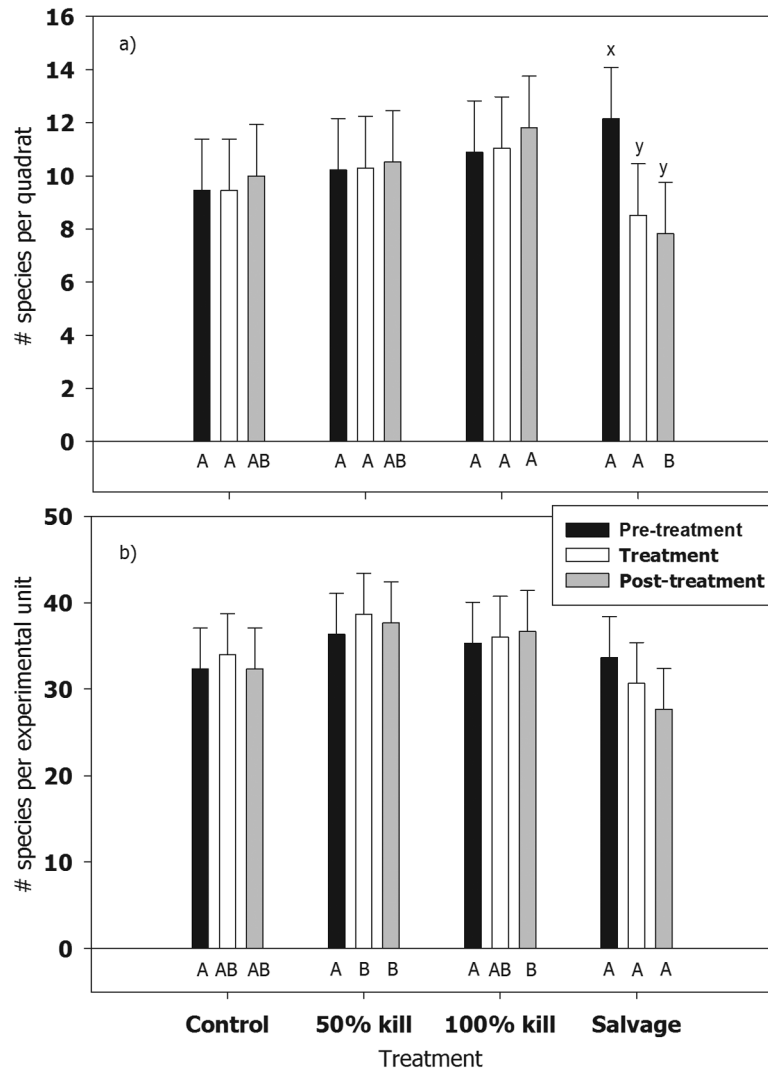 16
a)
x
14
12
y
y
10
8
6
4
2
0
# species per quadrat
A A AB A A AB A A A A A B
50
b)
Pre-treatment
Treatment
Post-treatment
40
30
20
10
0
# species per experimental unit
A AB AB A B B A AB B A A A
Control 50% kill 100% kill Salvage
Treatment